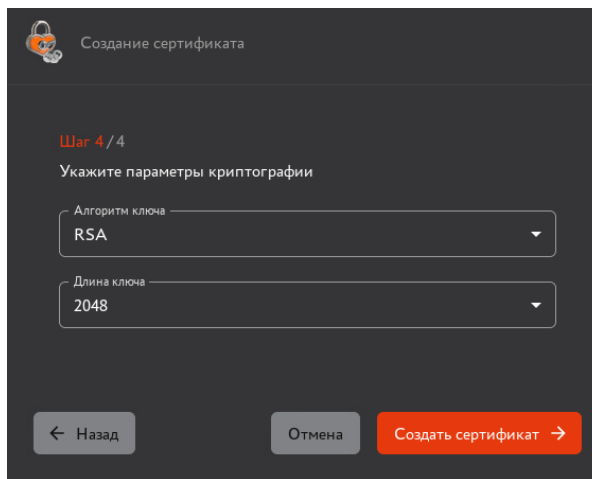 Создание сертификата
Шаг 4/4
Укажите параметры криптографии
Алгоритм ключа
RSA
Длина ключа
2048
Назад
Отмена
Создать сертификат